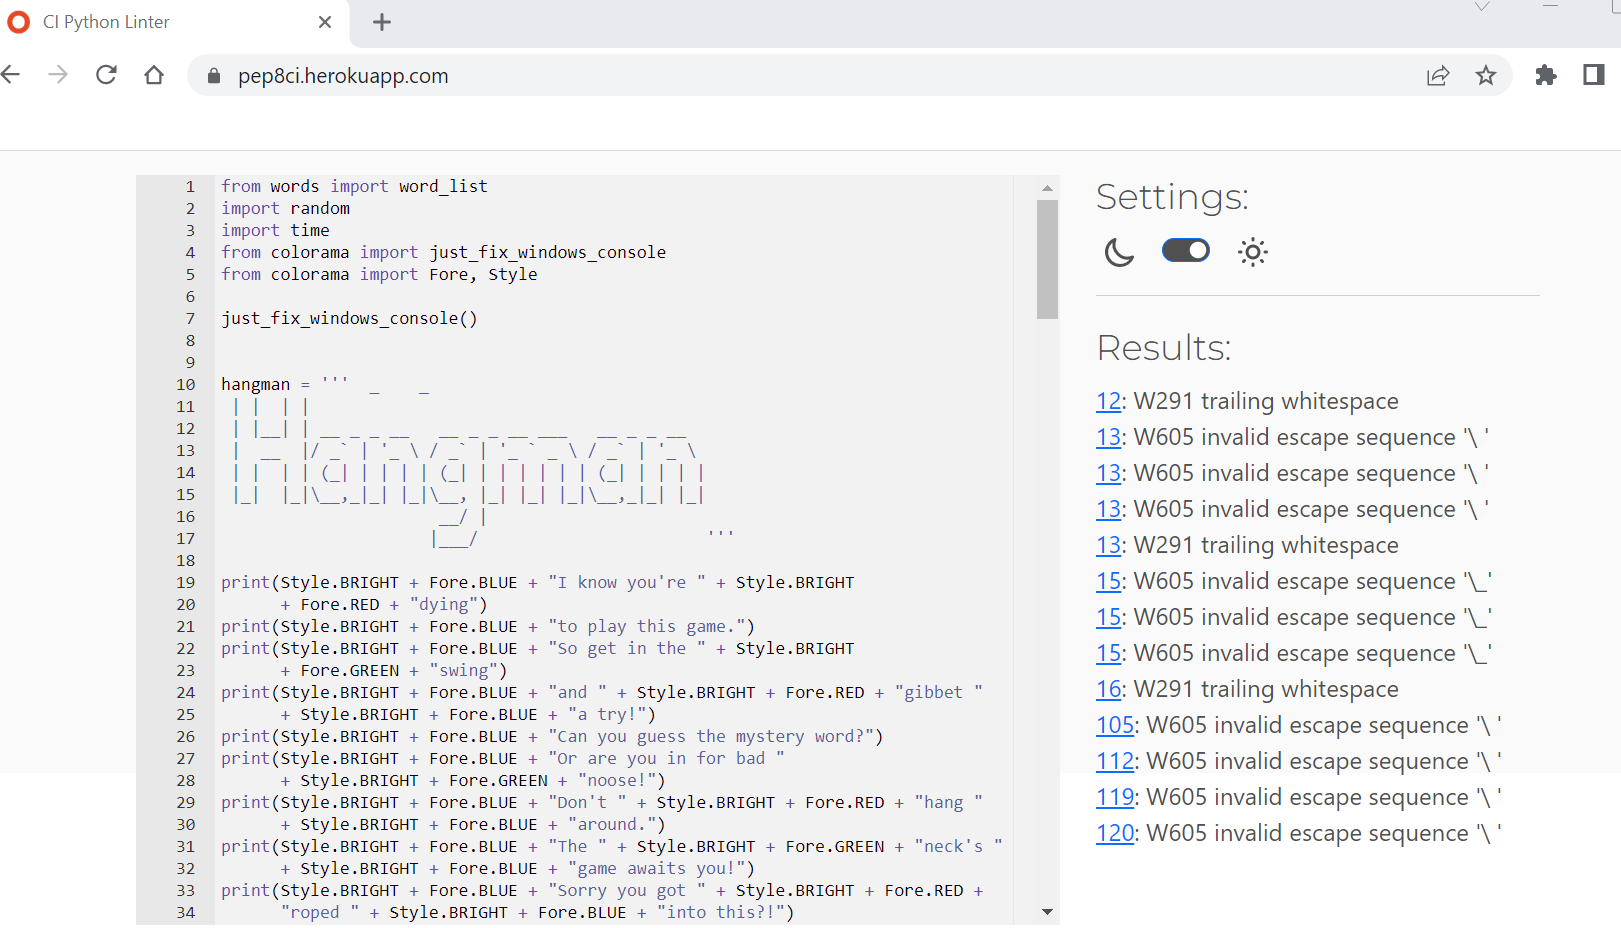 CI Python Linter
pep8ci.herokuapp.com
1 from words import word_list
2 import random
3 import time
4 from colorama import just_fix_windows_console
5 from colorama import Fore, Style
6
7 just_fix_windows_console()
8
9
10 hangman = ''' _    _
11  | |  | |
12  | |__| | __ _ _ __   __ _ _ __ ___   __ _ _ __
13  |  __  |/ _` | '_ \ / _` | '_ ` _ \ / _` | '_ \
14  | |  | | (_| | | | | (_| | | | | | | (_| | | | |
15  |_|  |_|\__,_|_| |_|\__, |_| |_| |_|\__,_|_| |_|
16                       __/ |
17                      |___/                       '''
18
19 print(Style.BRIGHT + Fore.BLUE + "I know you're " + Style.BRIGHT
20       + Fore.RED + "dying")
21 print(Style.BRIGHT + Fore.BLUE + "to play this game.")
22 print(Style.BRIGHT + Fore.BLUE + "So get in the " + Style.BRIGHT
23       + Fore.GREEN + "swing")
24 print(Style.BRIGHT + Fore.BLUE + "and " + Style.BRIGHT + Fore.RED + "gibbet "
25       + Style.BRIGHT + Fore.BLUE + "a try!")
26 print(Style.BRIGHT + Fore.BLUE + "Can you guess the mystery word?")
27 print(Style.BRIGHT + Fore.BLUE + "Or are you in for bad "
28       + Style.BRIGHT + Fore.GREEN + "noose!")
29 print(Style.BRIGHT + Fore.BLUE + "Don't " + Style.BRIGHT + Fore.RED + "hang "
30       + Style.BRIGHT + Fore.BLUE + "around.")
31 print(Style.BRIGHT + Fore.BLUE + "The " + Style.BRIGHT + Fore.GREEN + "neck's "
32       + Style.BRIGHT + Fore.BLUE + "game awaits you!")
33 print(Style.BRIGHT + Fore.BLUE + "Sorry you got " + Style.BRIGHT + Fore.RED +
34       "roped " + Style.BRIGHT + Fore.BLUE + "into this?!")
Settings:
Results:
12: W291 trailing whitespace
13: W605 invalid escape sequence '\ '
13: W605 invalid escape sequence '\ '
13: W605 invalid escape sequence '\ '
13: W291 trailing whitespace
15: W605 invalid escape sequence '\_'
15: W605 invalid escape sequence '\_'
15: W605 invalid escape sequence '\_'
16: W291 trailing whitespace
105: W605 invalid escape sequence '\ '
112: W605 invalid escape sequence '\ '
119: W605 invalid escape sequence '\ '
120: W605 invalid escape sequence '\ '